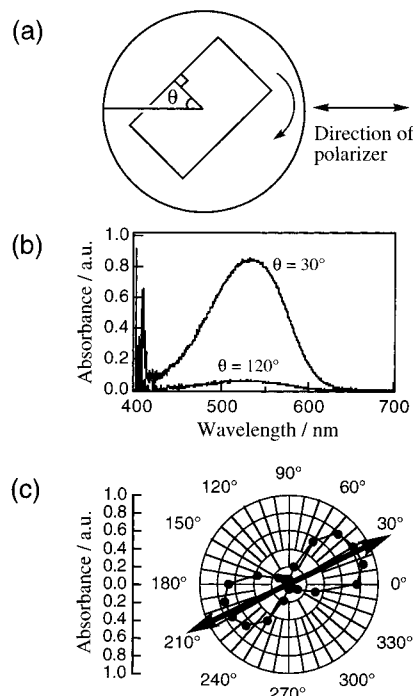 (a)
θ
Direction of
polarizer
(b)
Absorbance / a.u.
1.0
0.8
0.6
0.4
0.2
0.0
θ = 30°
θ = 120°
400 500 600 700
Wavelength / nm
(c)
Absorbance / a.u.
1.0
0.8
0.6
0.4
0.2
0.0
0.2
0.4
0.6
0.8
1.0
90°
120° 60°
150° 30°
180° 0°
210° 330°
240° 300°
270°